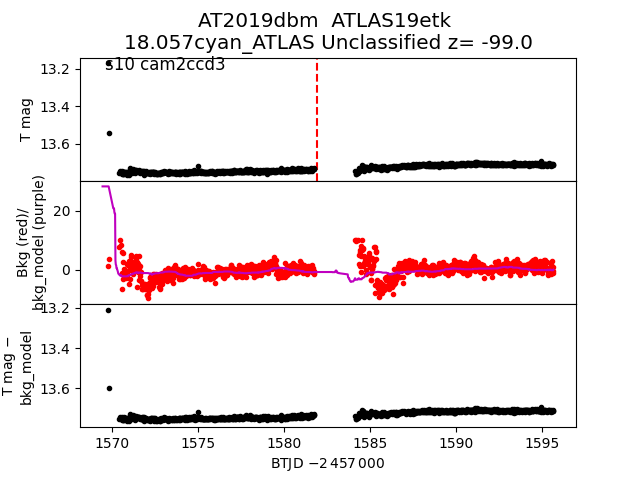 AT2019dbm  ATLAS19etk
18.057cyan_ATLAS Unclassified z= -99.0
s10 cam2ccd3
13.2
13.4
13.6
T mag
20
0
Bkg (red)/
bkg_model (purple)
13.2
13.4
13.6
T mag −
bkg_model
1570 1575 1580 1585 1590 1595
BTJD −2 457 000